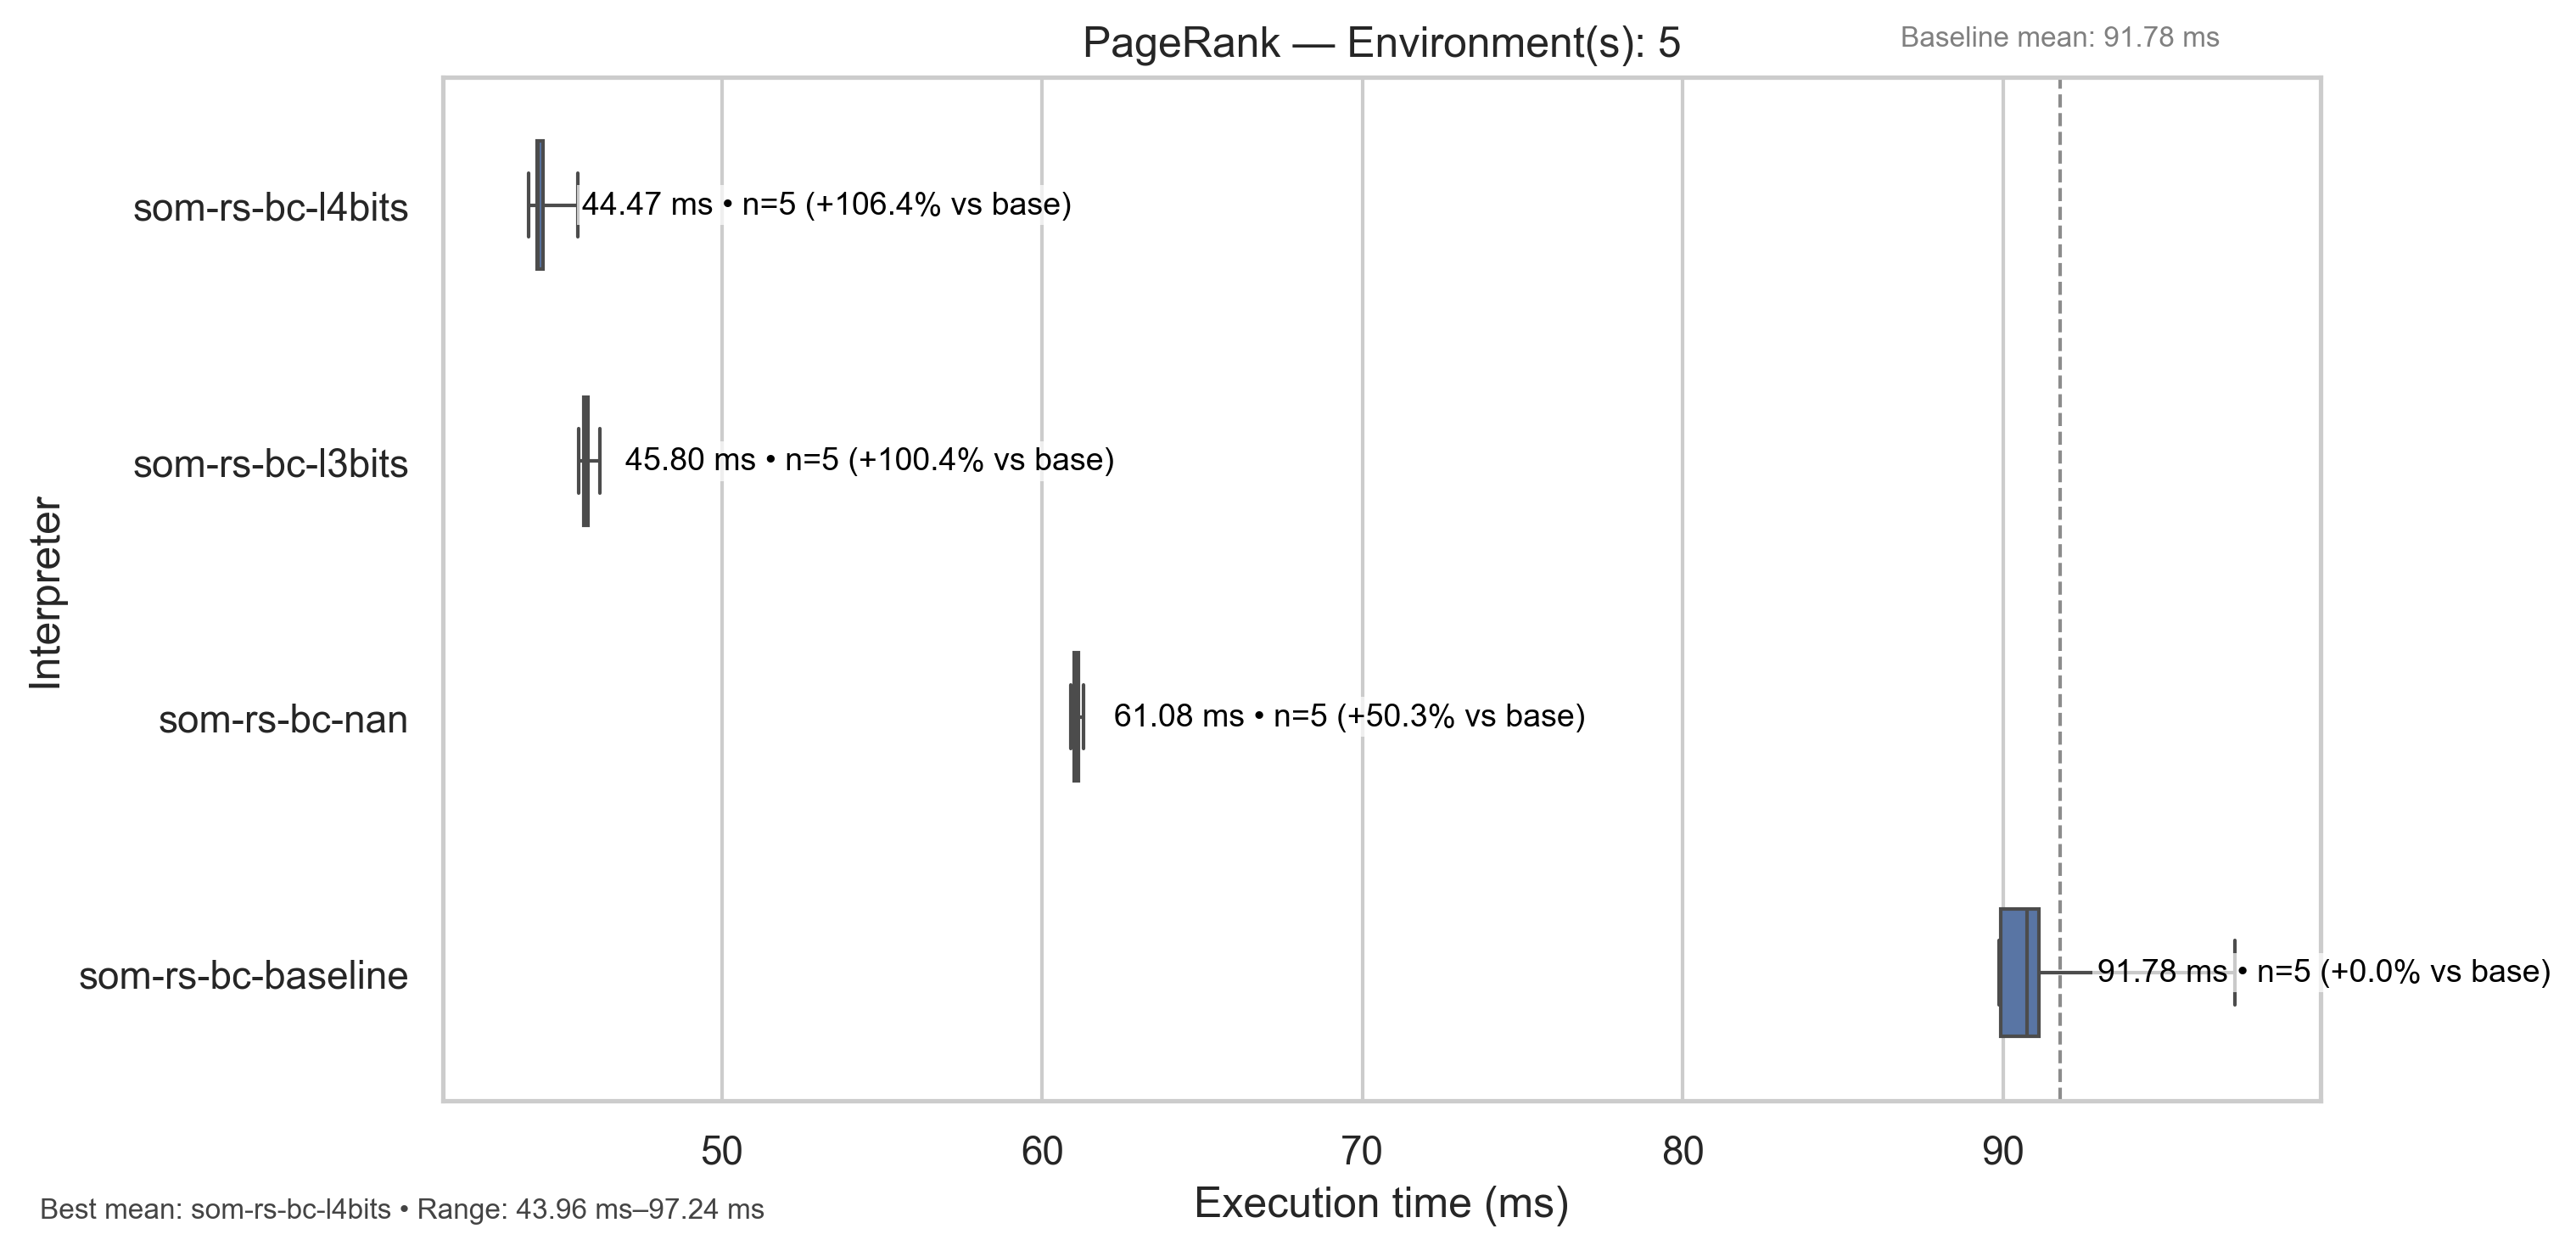 PageRank — Environment(s): 5
Baseline mean: 91.78 ms
Interpreter
som-rs-bc-l4bits
44.47 ms • n=5 (+106.4% vs base)
som-rs-bc-l3bits
45.80 ms • n=5 (+100.4% vs base)
som-rs-bc-nan
61.08 ms • n=5 (+50.3% vs base)
som-rs-bc-baseline
91.78 ms • n=5 (+0.0% vs base)
50 60 70 80 90
Execution time (ms)
Best mean: som-rs-bc-l4bits • Range: 43.96 ms–97.24 ms